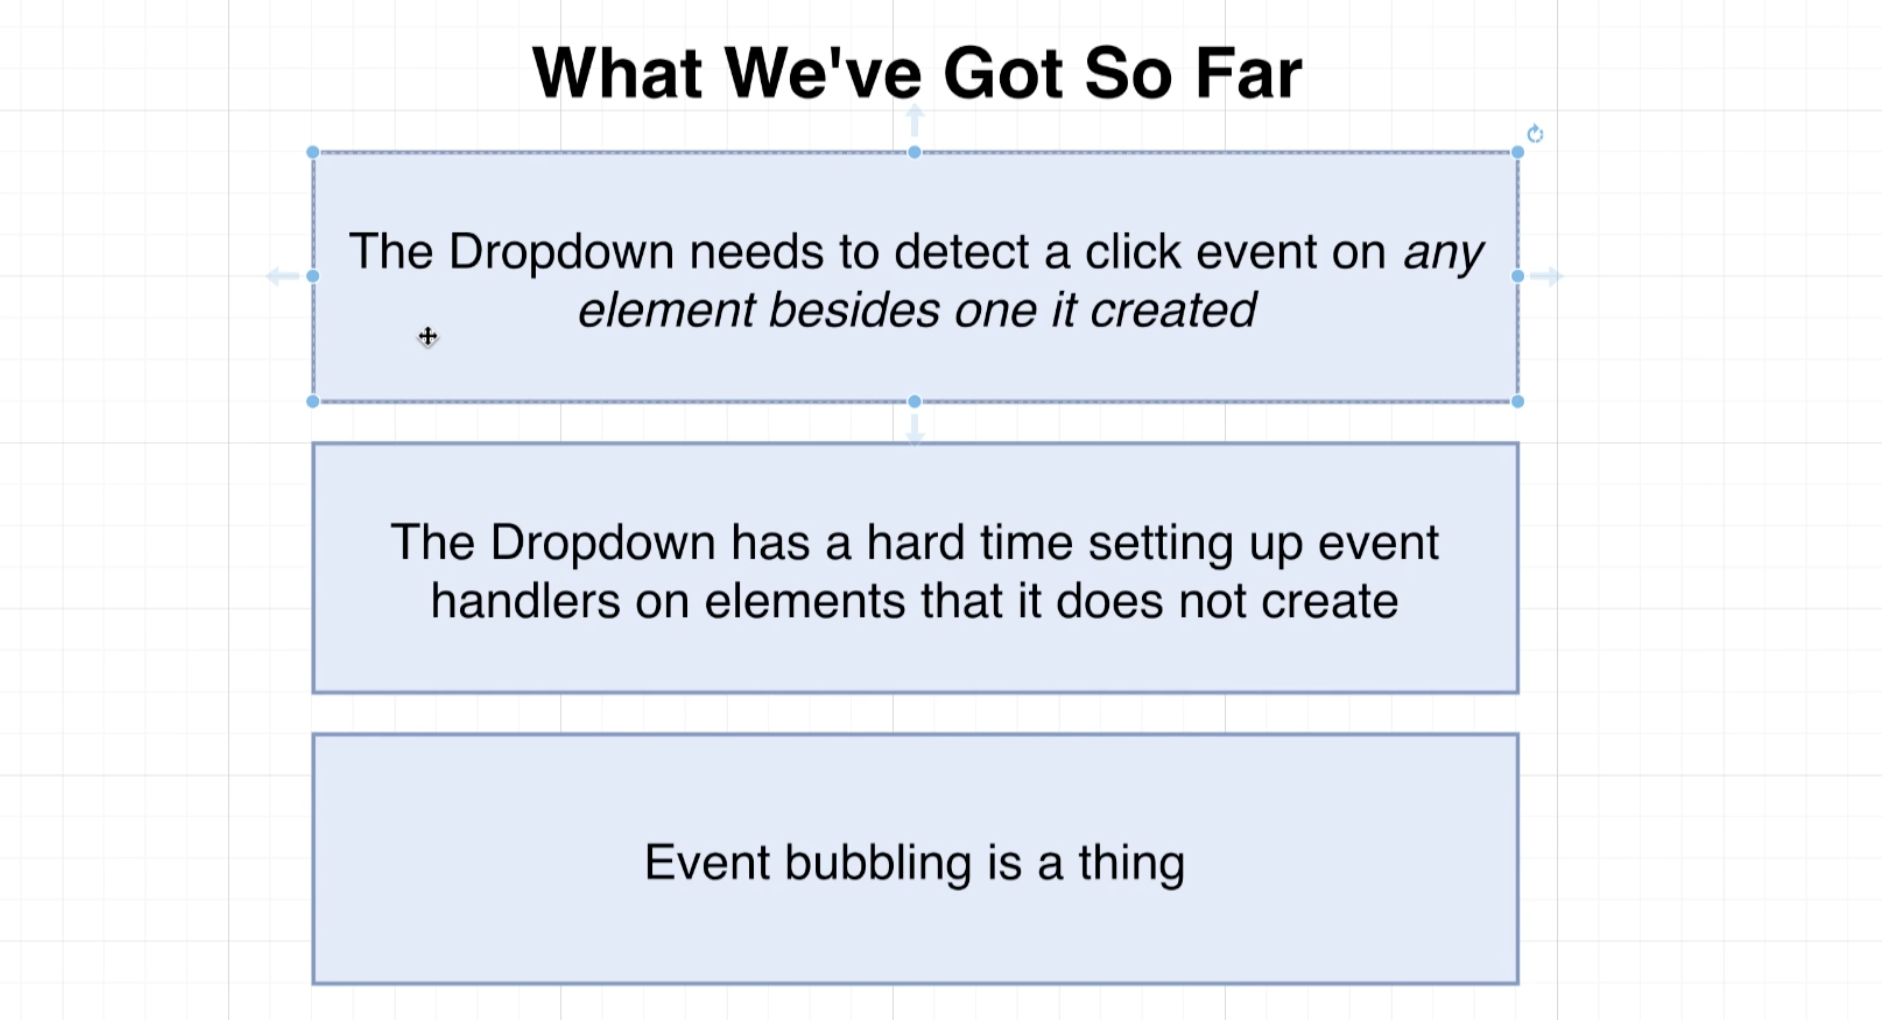 What We've Got So Far
The Dropdown needs to detect a click event on any
element besides one it created
The Dropdown has a hard time setting up event
handlers on elements that it does not create
Event bubbling is a thing